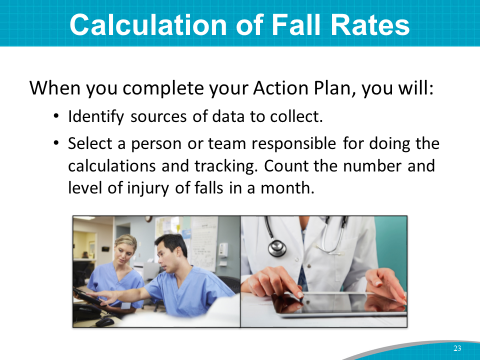 Calculation of Fall Rates
When you complete your Action Plan, you will:
• Identify sources of data to collect.
• Select a person or team responsible for doing the
calculations and tracking. Count the number and
level of injury of falls in a month.
23